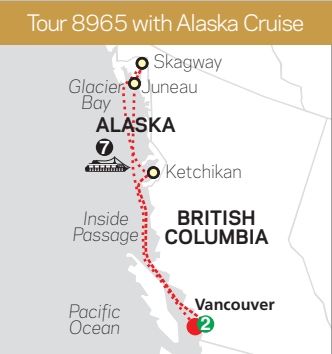 Tour 8965 with Alaska Cruise
Skagway
Glacier
Bay
Juneau
ALASKA
7
Ketchikan
Inside
Passage
BRITISH
COLUMBIA
Vancouver
2
Pacific
Ocean